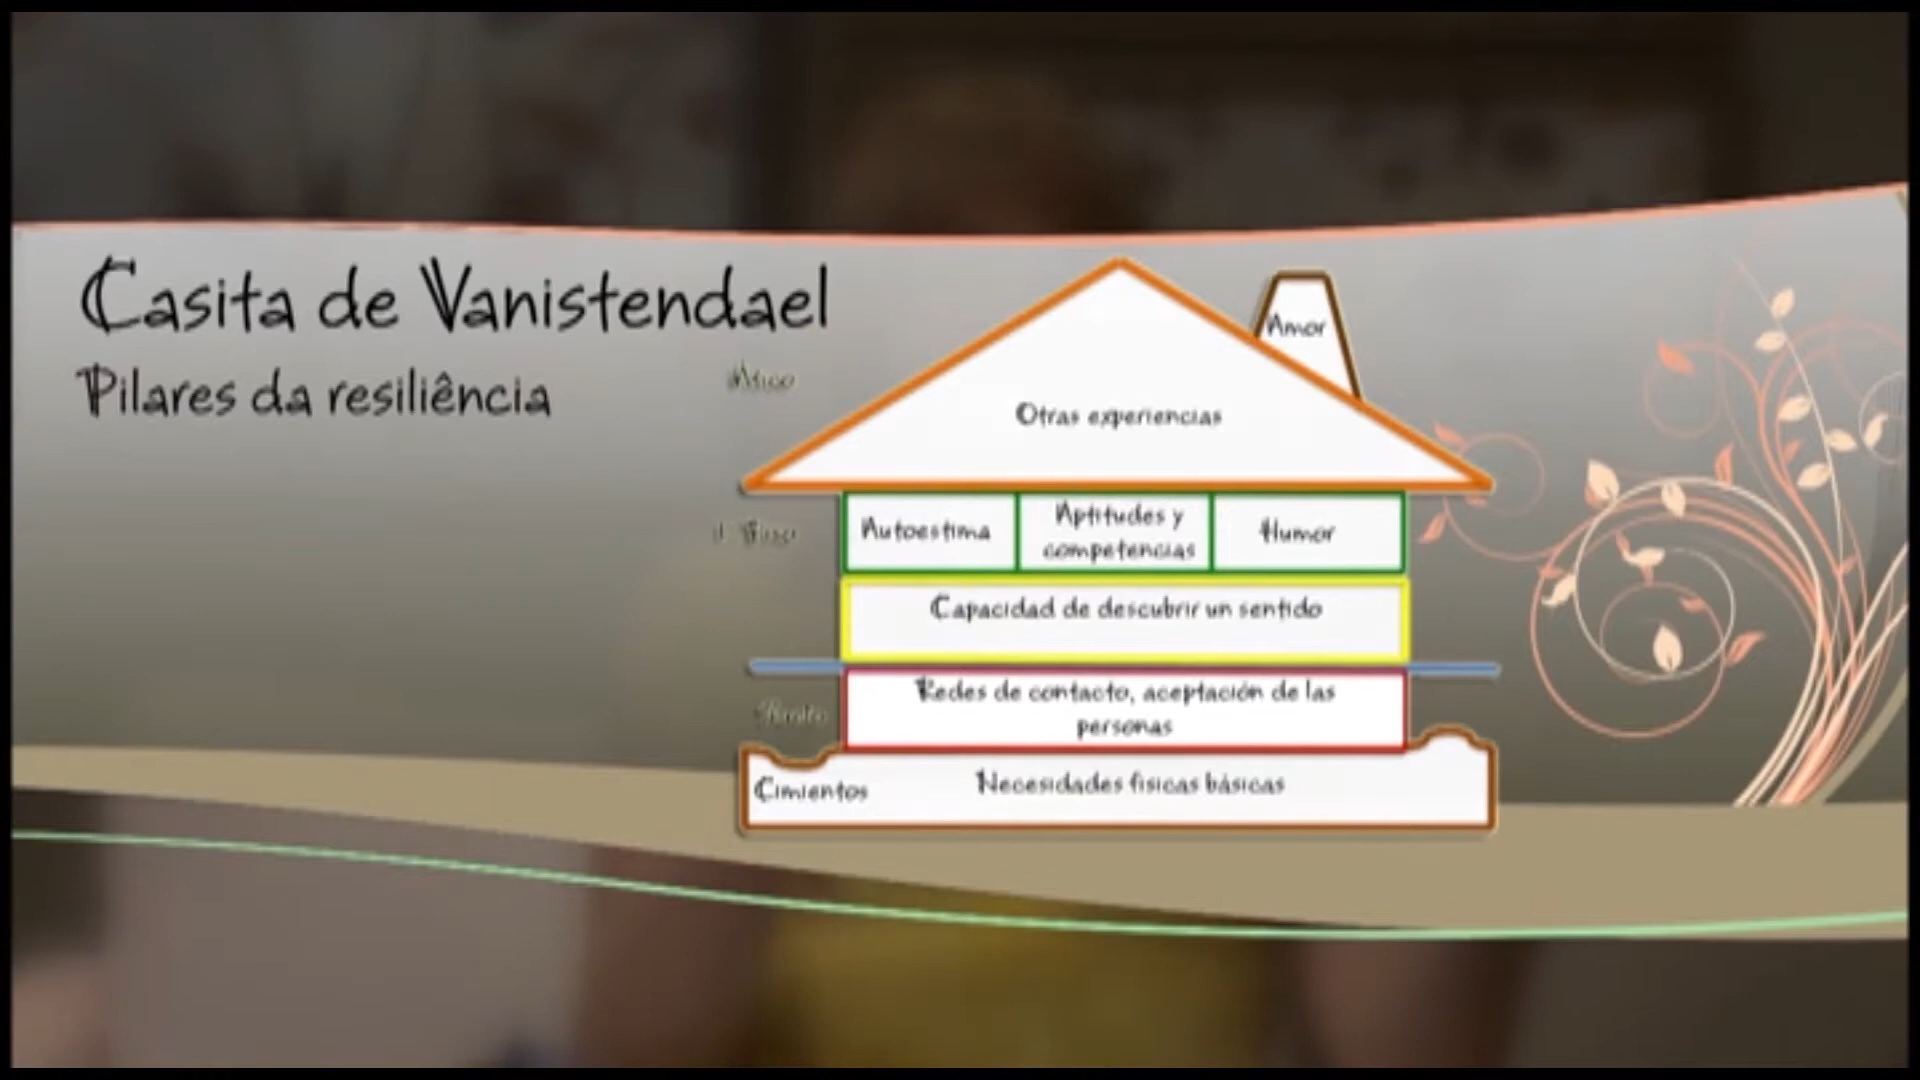 Casita de Vanistendael
Pilares da resiliência
Amor
Ático
Otras experiencias
Autoestima
Aptitudes y
competencias
Humor
Capacidad de descubrir un sentido
Redes de contacto, aceptación de las
personas
Cimientos
Necesidades físicas básicas